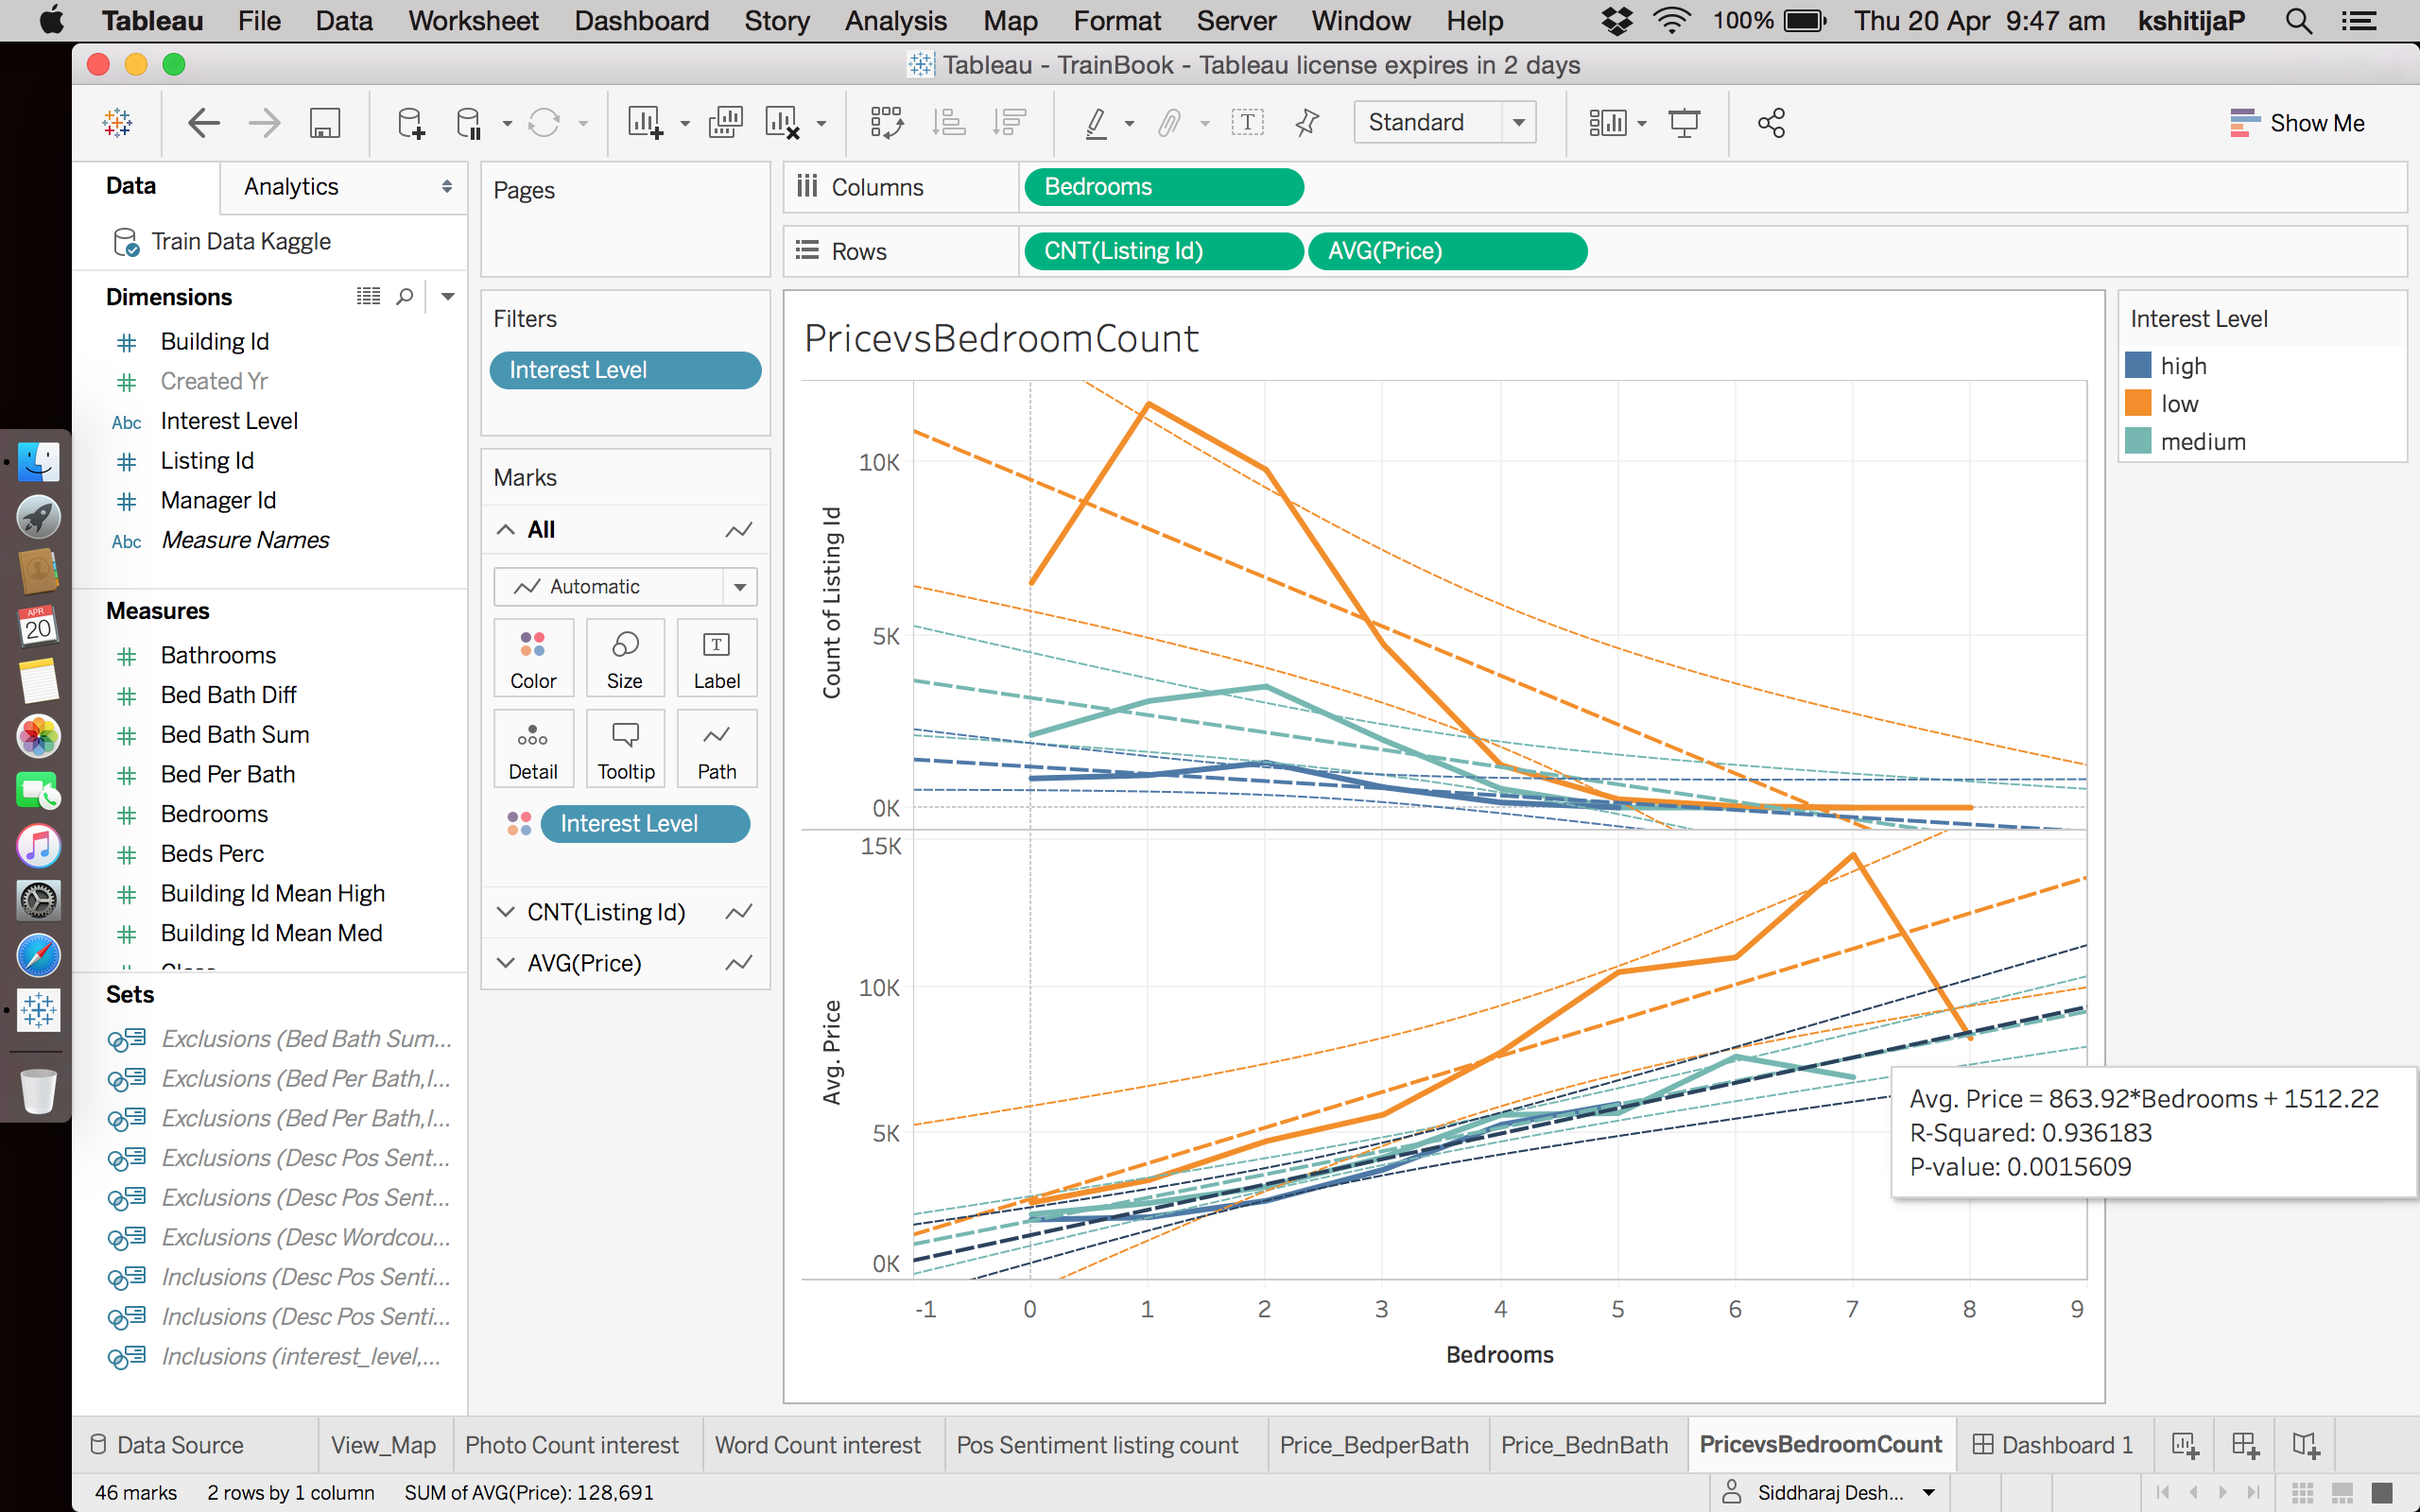 Tableau File Data Worksheet Dashboard Story Analysis Map Format Server Window Help 100% Thu 20 Apr 9:47 am kshitijaP
Tableau - TrainBook - Tableau license expires in 2 days
Standard
Show Me
Data Analytics
Train Data Kaggle
Dimensions
Building Id
Created Yr
Abc Interest Level
Listing Id
Manager Id
Abc Measure Names
Measures
Bathrooms
Bed Bath Diff
Bed Bath Sum
Bed Per Bath
Bedrooms
Beds Perc
Building Id Mean High
Building Id Mean Med
Sets
Exclusions (Bed Bath Sum...
Exclusions (Bed Per Bath,I...
Exclusions (Bed Per Bath,I...
Exclusions (Desc Pos Sent...
Exclusions (Desc Pos Sent...
Exclusions (Desc Wordcou...
Inclusions (Desc Pos Senti...
Inclusions (Desc Pos Senti...
Inclusions (interest_level,...
Pages
Filters
Interest Level
Marks
All
Automatic
Color Size Label
Detail Tooltip Path
Interest Level
CNT(Listing Id)
AVG(Price)
Columns Bedrooms
Rows CNT(Listing Id) AVG(Price)
PricevsBedroomCount
Count of Listing Id
10K
5K
0K
Avg. Price
15K
10K
5K
0K
-1 0 1 2 3 4 5 6 7 8 9
Bedrooms
Avg. Price = 863.92*Bedrooms + 1512.22
R-Squared: 0.936183
P-value: 0.0015609
Interest Level
high
low
medium
APR
20
Data Source View_Map Photo Count interest Word Count interest Pos Sentiment listing count Price_BedperBath Price_BednBath PricevsBedroomCount Dashboard 1
46 marks 2 rows by 1 column SUM of AVG(Price): 128,691 Siddharaj Desh...